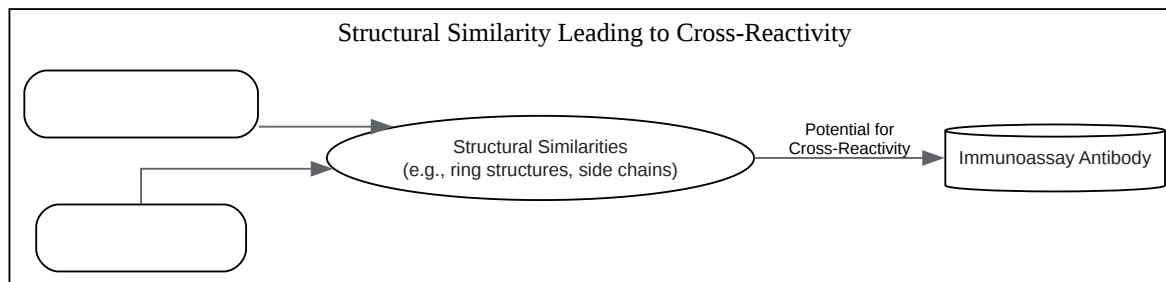 Structural Similarity Leading to Cross-Reactivity
Structural Similarities
(e.g., ring structures, side chains)
Potential for
Cross-Reactivity
Immunoassay Antibody